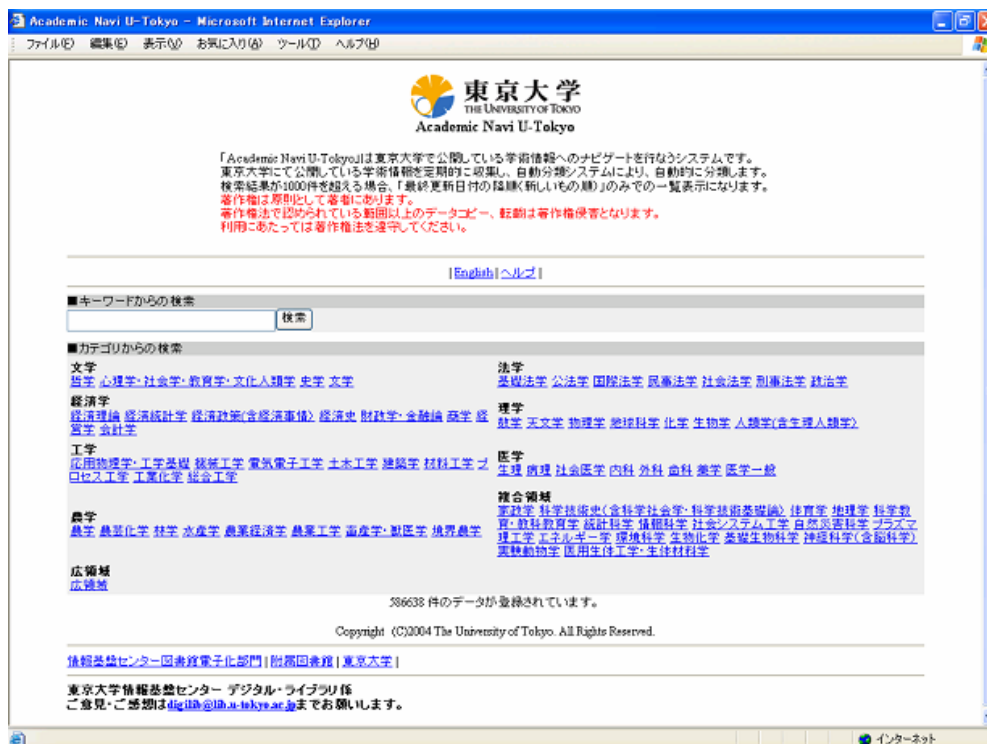 Academic Navi U-Tokyo - Microsoft Internet Explorer
ファイル(F) 編集(E) 表示(V) お気に入り(A) ツール(T) ヘルプ(H)
東京大学
THE UNIVERSITY OF TOKYO
Academic Navi U-Tokyo
「Academic Navi U-Tokyo」は東京大学で公開している学術情報へのナビゲートを行なうシステムです。
東京大学にて公開している学術情報を定期的に収集し、自動分類システムにより、自動的に分類します。
検索結果が1000件を超える場合、「最終更新日付の降順(新しいもの順)」のみでの一覧表示になります。
著作権は原則として著者にあります。
著作権法で認められている範囲以上のデータコピー、転載は著作権侵害となります。
利用にあたっては著作権法を遵守してください。
| English | ヘルプ |
■キーワードからの検索
検索
■カテゴリからの検索
文学
哲学 心理学・社会学・教育学・文化人類学 史学 文学
法学
基礎法学 公法学 国際法学 民事法学 社会法学 刑事法学 政治学
経済学
経済理論 経済統計学 経済政策(含経済事情) 経済史 財政学・金融論 商学 経
営学 会計学
理学
数学 天文学 物理学 地球科学 化学 生物学 人類学(含生理人類学)
工学
応用物理学・工学基礎 機械工学 電気電子工学 土木工学 建築学 材料工学 プ
ロセス工学 工業化学 総合工学
医学
生理 病理 社会医学 内科 外科 歯科 薬学 医学一般
農学
農学 農芸化学 林学 水産学 農業経済学 農業工学 畜産学・獣医学 境界農学
複合領域
家政学 科学技術史(含科学社会学・科学技術基礎論) 体育学 地理学 科学教
育・教科教育学 統計科学 情報科学 社会システム工学 自然災害科学 プラズマ
理工学 エネルギー学 環境科学 生物化学 基礎生物科学 神経科学(含脳科学)
実験動物学 医用生体工学・生体材料学
広領域
広領域
586638 件のデータが登録されています。
Copyright (C)2004 The University of Tokyo. All Rights Reserved.
情報基盤センター図書館電子化部門 | 附属図書館 | 東京大学 |
東京大学情報基盤センター デジタル・ライブラリ係
ご意見・ご感想はdigilib@lib.u-tokyo.ac.jpまでお願いします。
インターネット